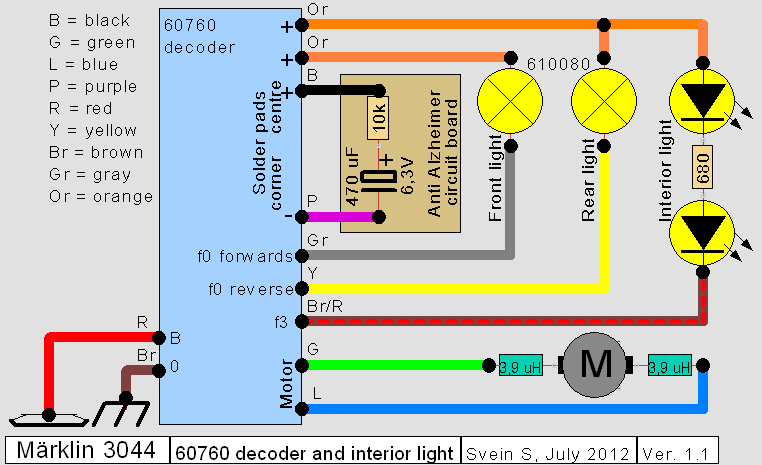 B = black
G = green
L = blue
P = purple
R = red
Y = yellow
Br = brown
Gr = gray
Or = orange
60760
decoder
Or
+
Or
+
B
+
Solder pads
centre
corner
P
-
10k
470 uF
+
6,3V
Anti Alzheimer
circuit board
610080
Front light
Rear light
Interior light
680
Gr
f0 forwards
Y
f0 reverse
Br/R
f3
R
B
Br
0
Motor
G
3,9 uH
M
3,9 uH
L
Märklin 3044
60760 decoder and interior light
Svein S, July 2012
Ver. 1.1